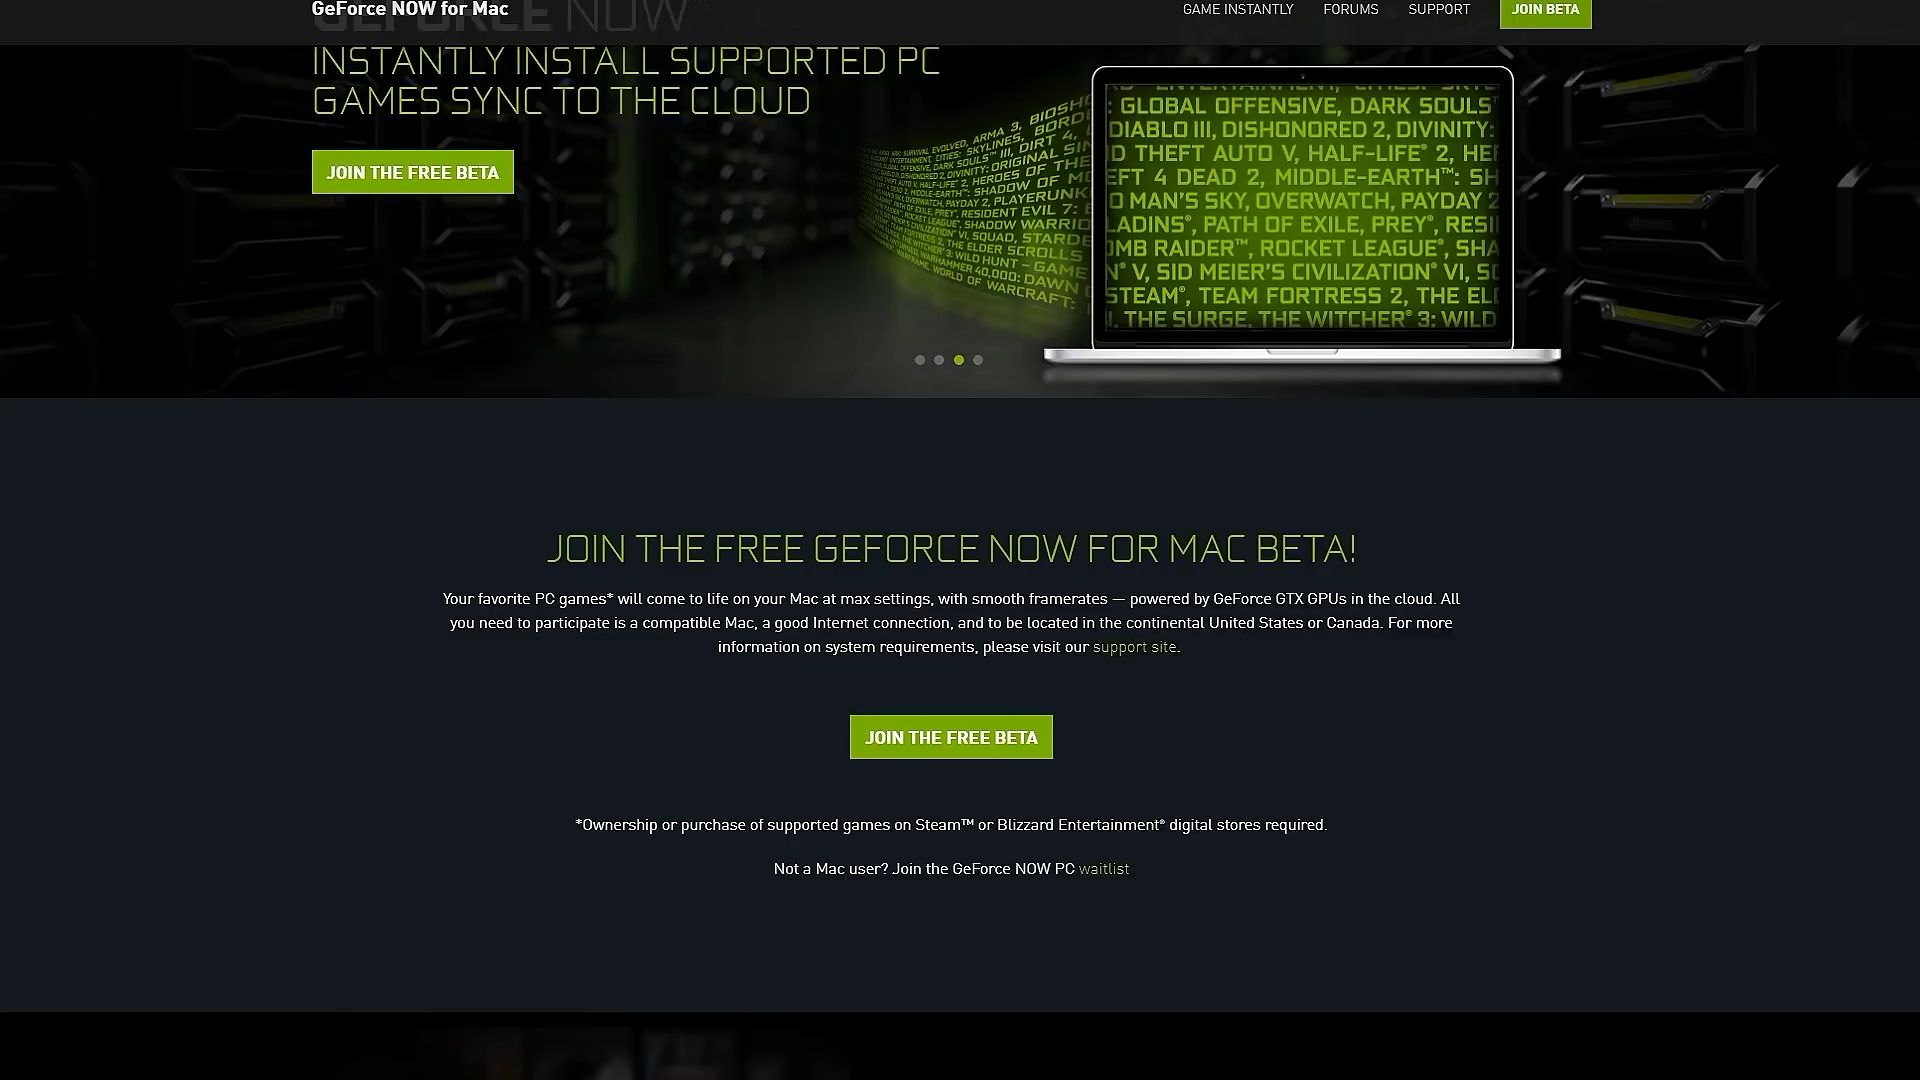 GeForce NOW for Mac
GAME INSTANTLY
FORUMS
SUPPORT
JOIN BETA
GEFORCE NOW™
INSTANTLY INSTALL SUPPORTED PC
GAMES SYNC TO THE CLOUD
JOIN THE FREE BETA
: GLOBAL OFFENSIVE, DARK SOULS™
DIABLO III, DISHONORED 2, DIVINITY:
D THEFT AUTO V, HALF-LIFE® 2, HE
EFT 4 DEAD 2, MIDDLE-EARTH™: SH
O MAN'S SKY, OVERWATCH, PAYDAY 2
LADINS®, PATH OF EXILE, PREY®, RESI
OMB RAIDER™, ROCKET LEAGUE®, SHA
N® V, SID MEIER'S CIVILIZATION® VI, S
STEAM®, TEAM FORTRESS 2, THE EL
THE SURGE, THE WITCHER® 3: WILD
JOIN THE FREE GEFORCE NOW FOR MAC BETA!
Your favorite PC games* will come to life on your Mac at max settings, with smooth framerates — powered by GeForce GTX GPUs in the cloud. All
you need to participate is a compatible Mac, a good Internet connection, and to be located in the continental United States or Canada. For more
information on system requirements, please visit our support site.
JOIN THE FREE BETA
*Ownership or purchase of supported games on Steam™ or Blizzard Entertainment® digital stores required.
Not a Mac user? Join the GeForce NOW PC waitlist